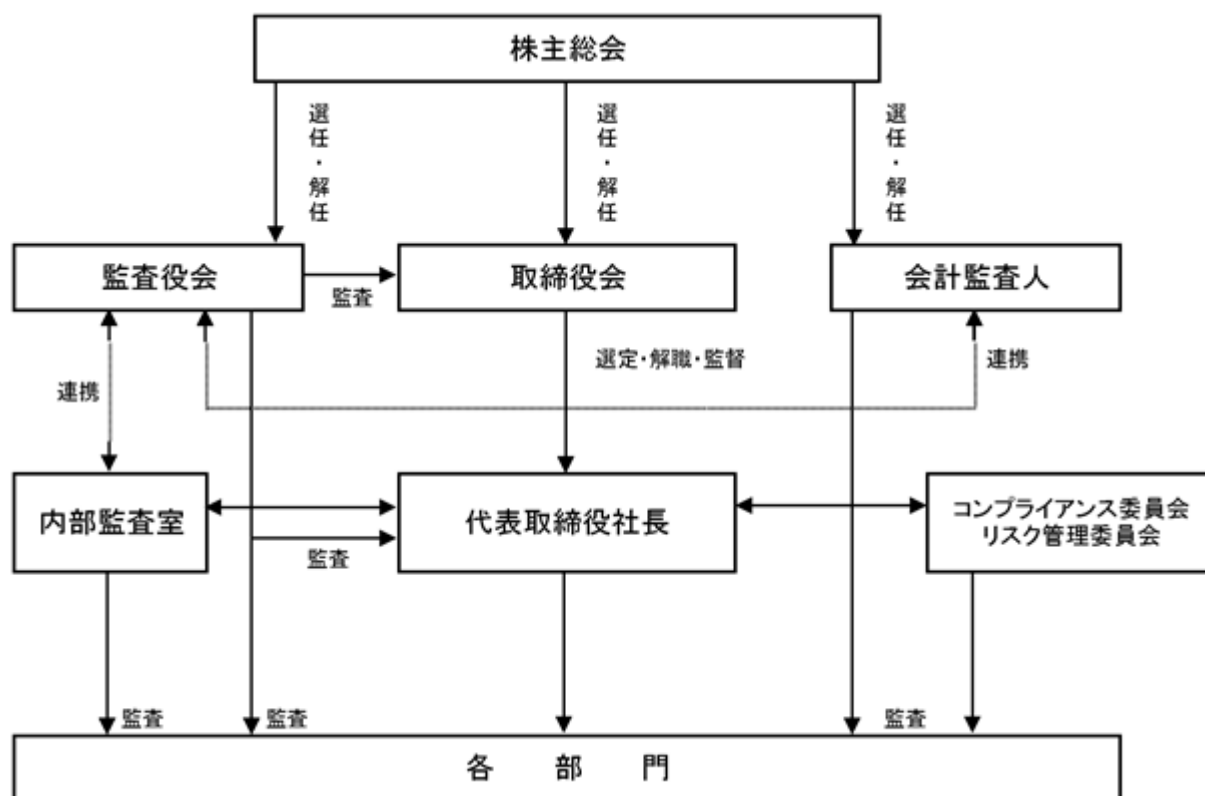 株主総会
選任・解任
選任・解任
選任・解任
監査役会
監査
取締役会
会計監査人
選定・解職・監督
連携
連携
内部監査室
代表取締役社長
コンプライアンス委員会
リスク管理委員会
監査
監査
監査
監査
各部門